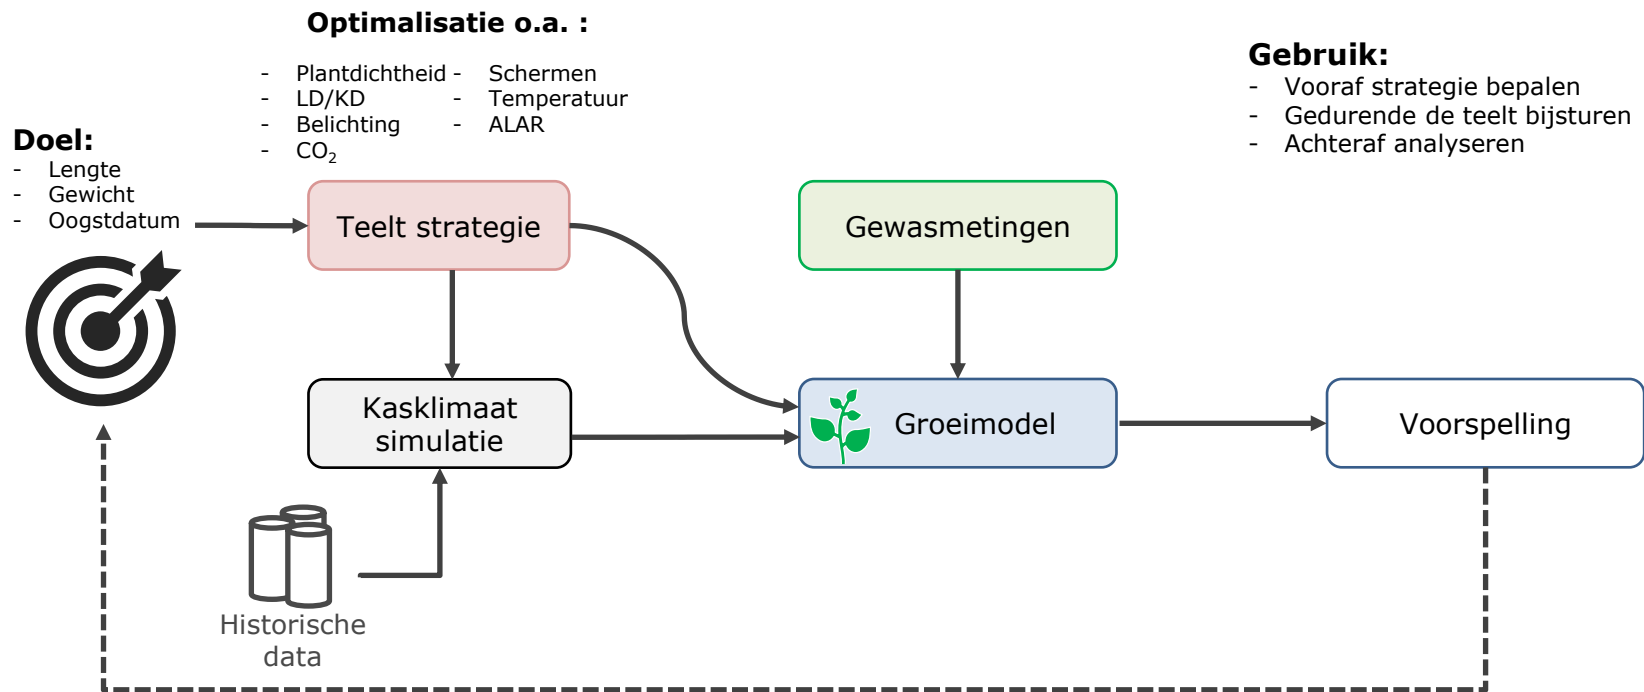 Optimalisatie o.a. :
- Plantdichtheid
- LD/KD
- Belichting
- CO₂
- Schermen
- Temperatuur
- ALAR
Gebruik:
- Vooraf strategie bepalen
- Gedurende de teelt bijsturen
- Achteraf analyseren
Doel:
- Lengte
- Gewicht
- Oogstdatum
Teelt strategie
Gewasmetingen
Kasklimaat
simulatie
Groeimodel
Voorspelling
Historische
data